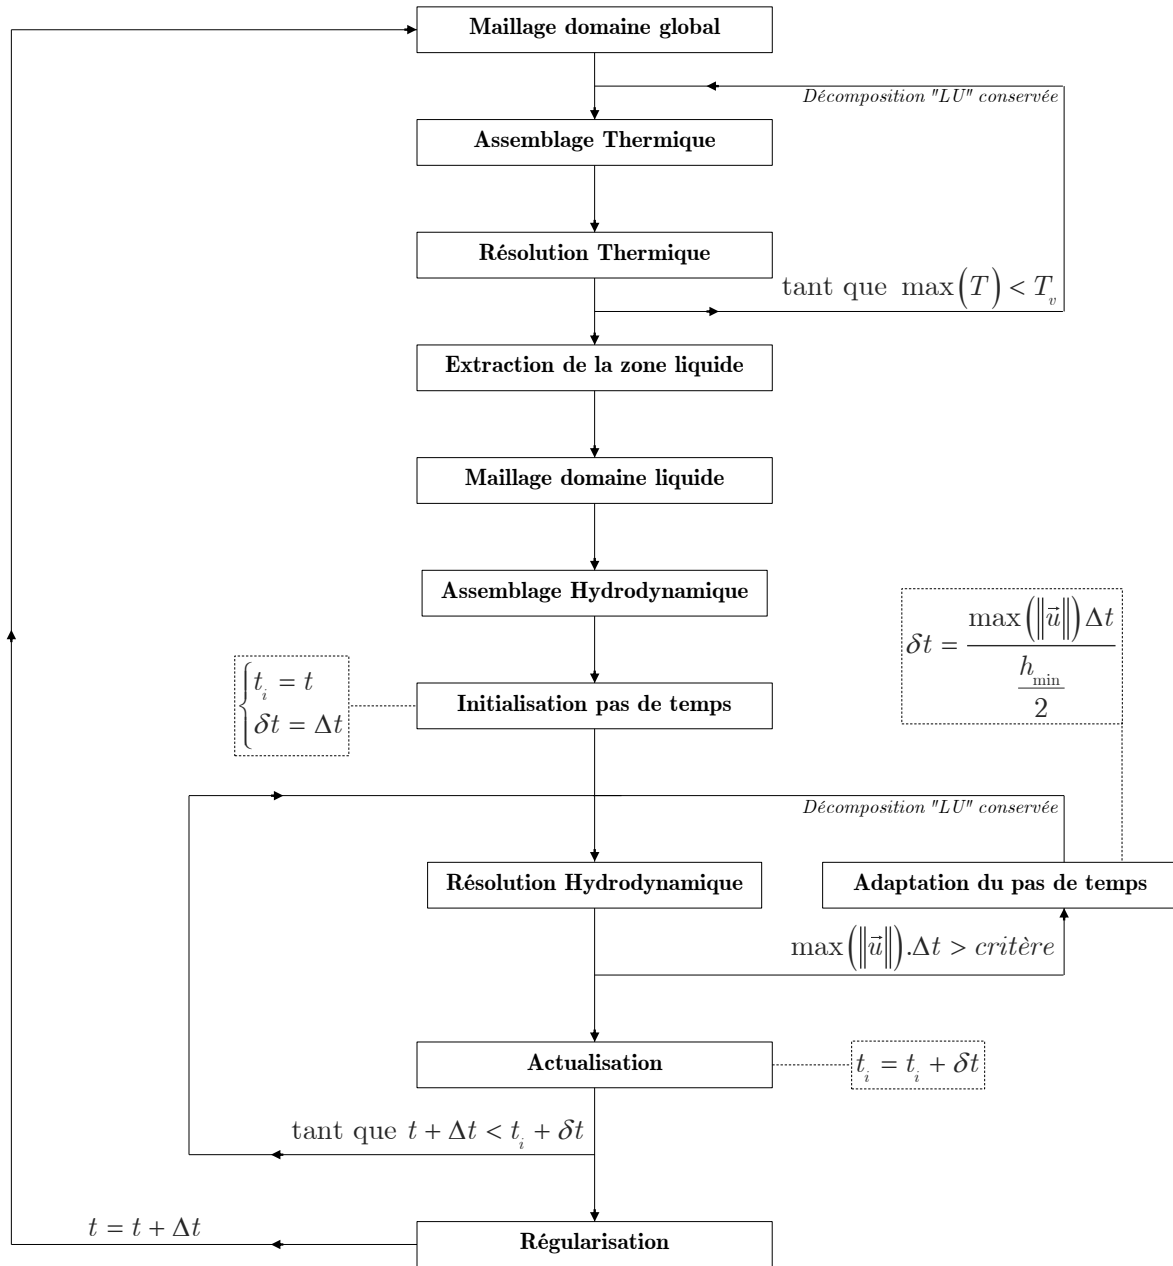 Maillage domaine global
Décomposition "LU" conservée
Assemblage Thermique
Résolution Thermique
tant que max(T) < T_v
Extraction de la zone liquide
Maillage domaine liquide
Assemblage Hydrodynamique
δt = max(‖u⃗‖)Δt / (h_min / 2)
t_i = t
δt = Δt
Initialisation pas de temps
Décomposition "LU" conservée
Résolution Hydrodynamique
Adaptation du pas de temps
max(‖u⃗‖).Δt > critère
Actualisation
t_i = t_i + δt
tant que t + Δt < t_i + δt
t = t + Δt
Régularisation